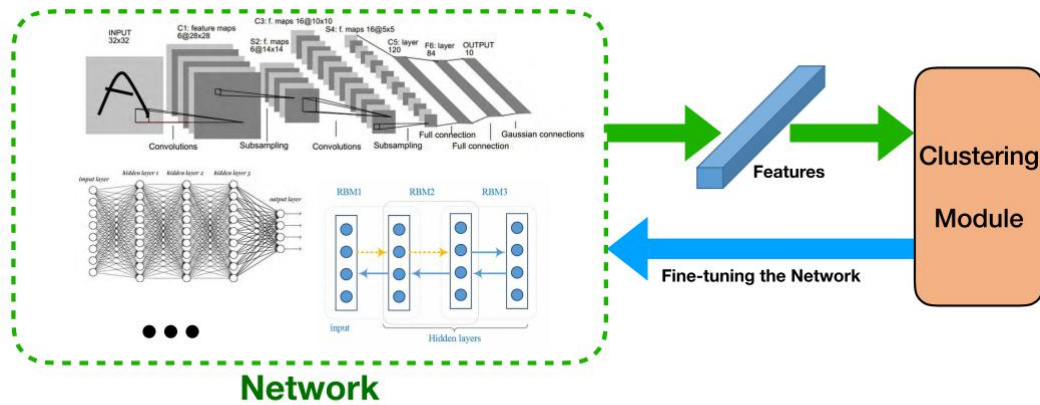 INPUT
32x32
C1: feature maps
6@28x28
C3: f. maps 16@10x10
S2: f. maps
6@14x14
S4: f. maps 16@5x5
C5: layer
120
F6: layer
84
OUTPUT
10
Convolutions
Subsampling
Convolutions
Subsampling
Full connection
Full connection
Gaussian connections
input layer
hidden layer 1
hidden layer 2
hidden layer 3
output layer
RBM1
RBM2
RBM3
input
Hidden layers
Network
Features
Fine-tuning the Network
Clustering
Module